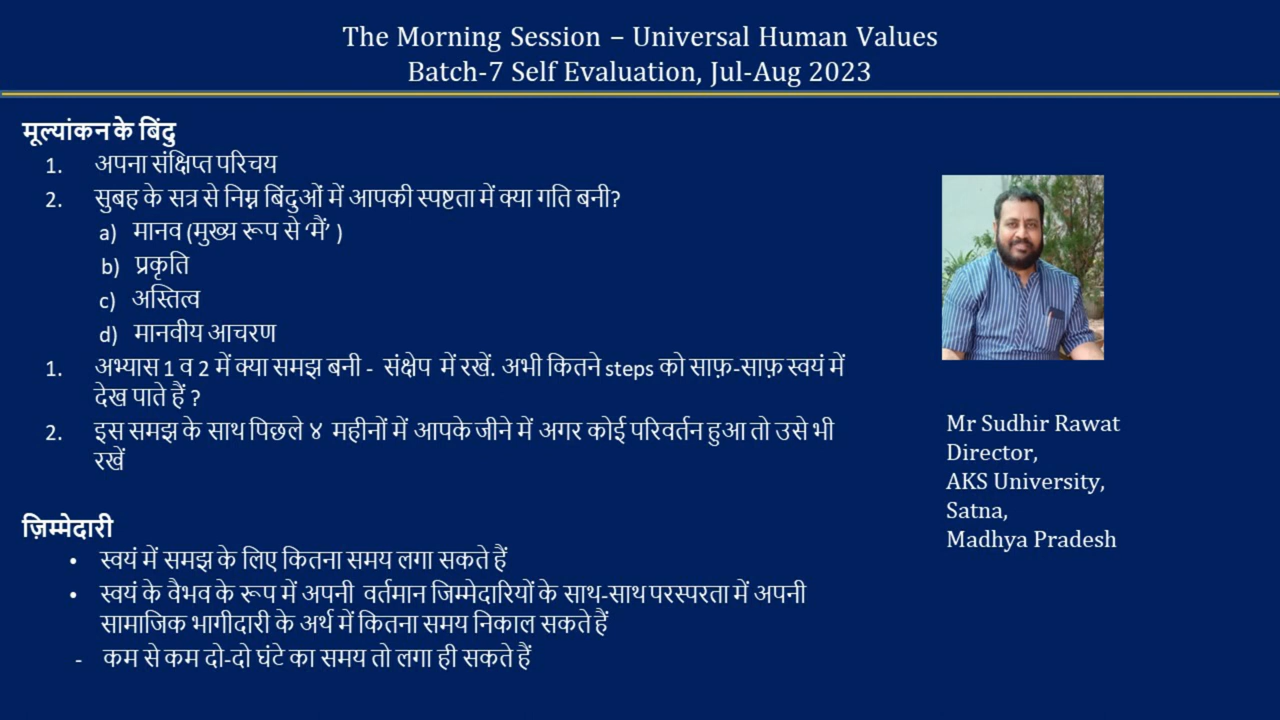 The Morning Session – Universal Human Values
Batch-7 Self Evaluation, Jul-Aug 2023
मूल्यांकन के बिंदु
1. अपना संक्षिप्त परिचय
2. सुबह के सत्र से निम्न बिंदुओं में आपकी स्पष्टता में क्या गति बनी?
a) मानव (मुख्य रूप से ‘मैं’ )
b) प्रकृति
c) अस्तित्व
d) मानवीय आचरण
1. अभ्यास 1 व 2 में क्या समझ बनी - संक्षेप में रखें. अभी कितने steps को साफ़-साफ़ स्वयं में
देख पाते हैं ?
2. इस समझ के साथ पिछले ४ महीनों में आपके जीने में अगर कोई परिवर्तन हुआ तो उसे भी
रखें
ज़िम्मेदारी
• स्वयं में समझ के लिए कितना समय लगा सकते हैं
• स्वयं के वैभव के रूप में अपनी वर्तमान जिम्मेदारियों के साथ-साथ परस्परता में अपनी
सामाजिक भागीदारी के अर्थ में कितना समय निकाल सकते हैं
- कम से कम दो-दो घंटे का समय तो लगा ही सकते हैं
Mr Sudhir Rawat
Director,
AKS University,
Satna,
Madhya Pradesh